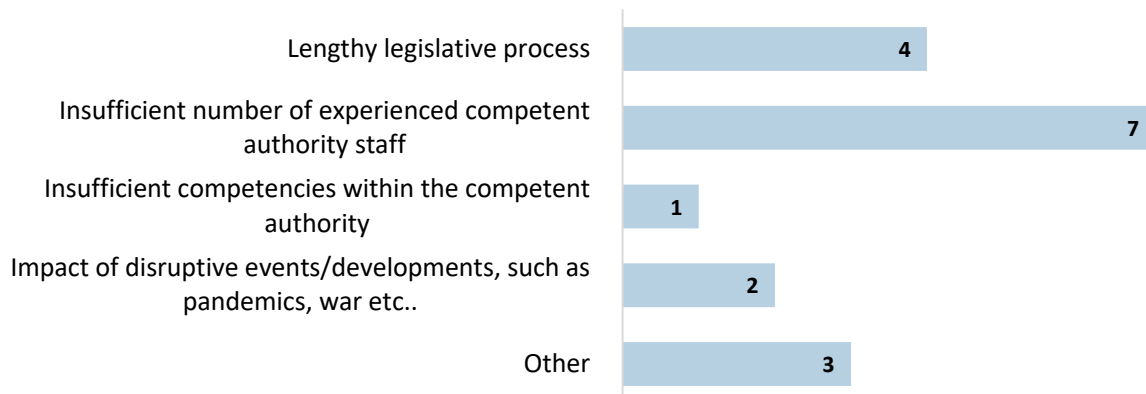 Lengthy legislative process
4
Insufficient number of experienced competent
authority staff
7
Insufficient competencies within the competent
authority
1
Impact of disruptive events/developments, such as
pandemics, war etc..
2
Other
3